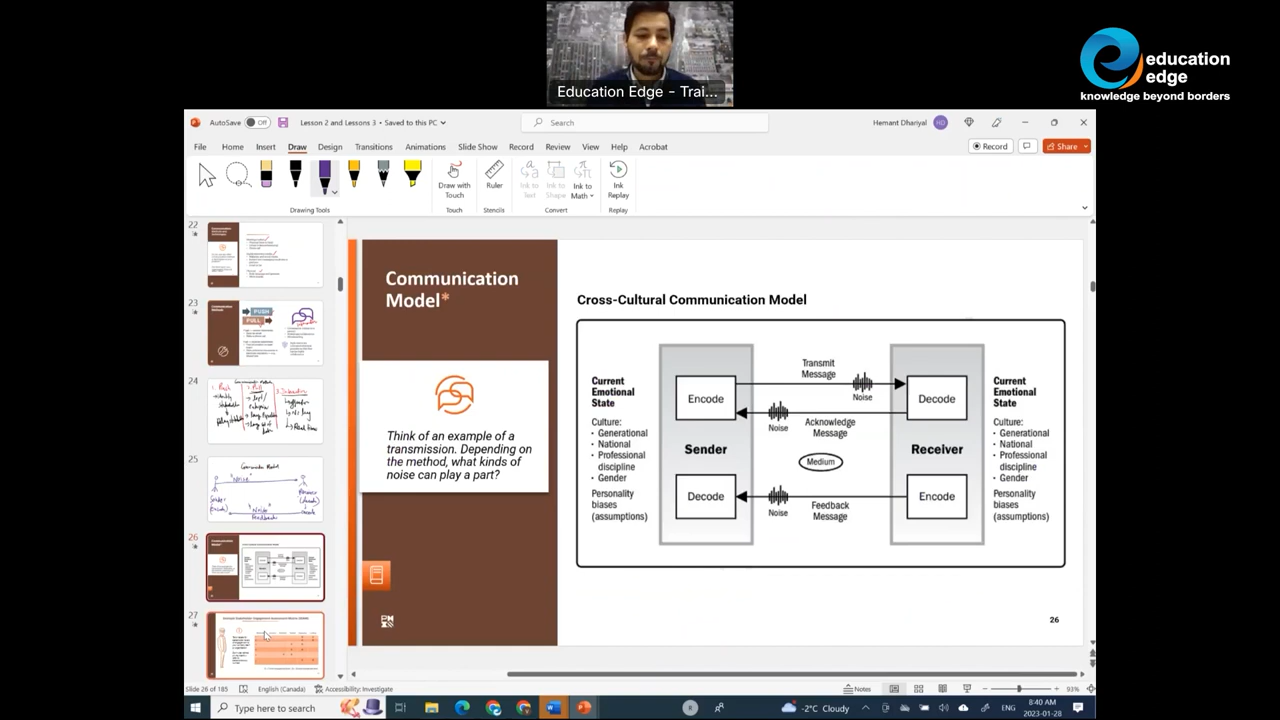 Education Edge - Trai...
education
edge
knowledge beyond borders
AutoSave Off
Lesson 2 and Lessons 3 • Saved to this PC
Search
Hemant Dhariyal
HD
File Home Insert Draw Design Transitions Animations Slide Show Record Review View Help Acrobat
Record
Share
Draw with
Touch
Ruler
Ink to
Text
Ink to
Shape
Ink to
Math
Ink
Replay
Drawing Tools
Touch
Stencils
Convert
Replay
22
23
PUSH
PULL
24
25
26
27
Communication
Model*
Think of an example of a
transmission. Depending on
the method, what kinds of
noise can play a part?
Cross-Cultural Communication Model
Current
Emotional
State
Culture:
• Generational
• National
• Professional
discipline
• Gender
Personality
biases
(assumptions)
Encode
Sender
Decode
Transmit
Message
Noise
Noise
Acknowledge
Message
Medium
Noise
Feedback
Message
Decode
Receiver
Encode
Current
Emotional
State
Culture:
• Generational
• National
• Professional
discipline
• Gender
Personality
biases
(assumptions)
26
Slide 26 of 185
English (Canada)
Accessibility: Investigate
Notes
93%
Type here to search
-2°C Cloudy
ENG
8:40 AM
2023-01-28